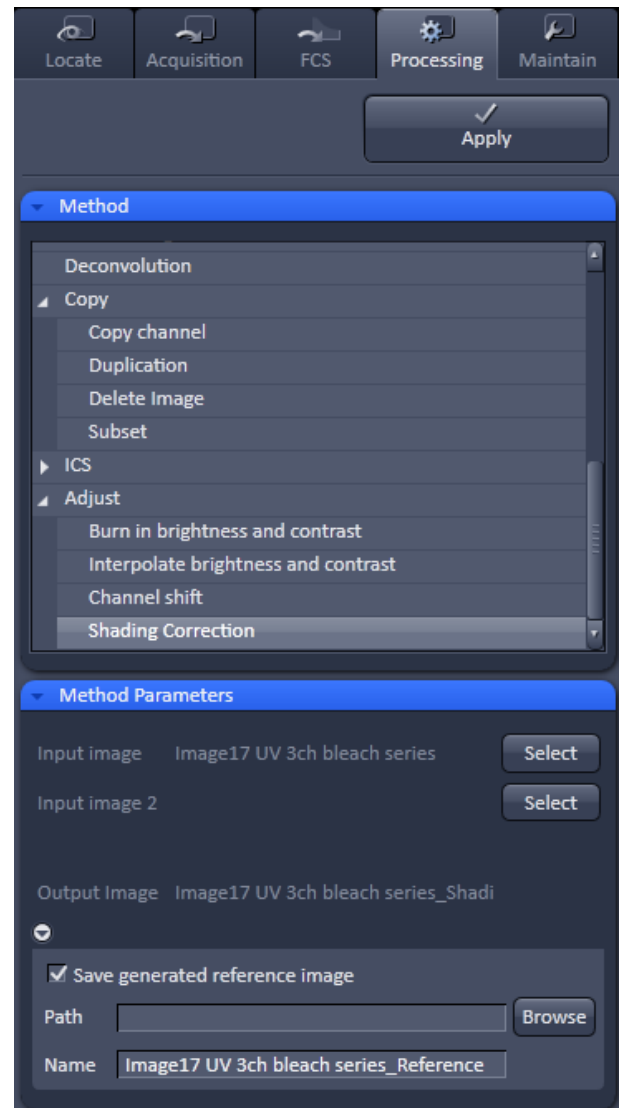 Locate Acquisition FCS Processing Maintain
Apply
Method
Deconvolution
Copy
Copy channel
Duplication
Delete Image
Subset
ICS
Adjust
Burn in brightness and contrast
Interpolate brightness and contrast
Channel shift
Shading Correction
Method Parameters
Input image Image17 UV 3ch bleach series Select
Input image 2 Select
Output Image Image17 UV 3ch bleach series_Shadi
Save generated reference image
Path Browse
Name Image17 UV 3ch bleach series_Reference